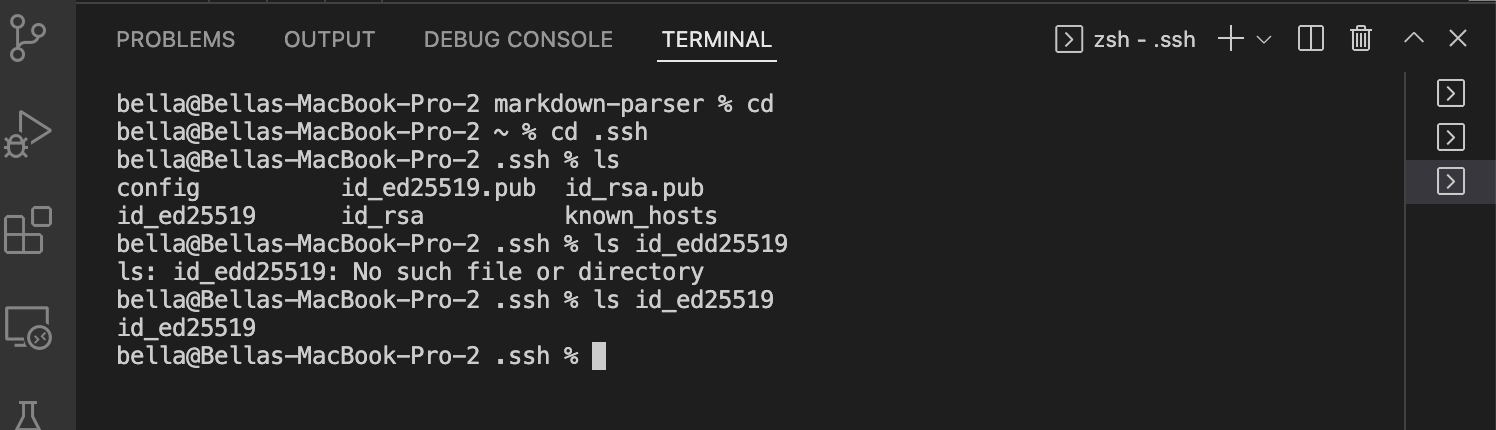 PROBLEMS OUTPUT DEBUG CONSOLE TERMINAL zsh - .ssh
bella@Bellas-MacBook-Pro-2 markdown-parser % cd
bella@Bellas-MacBook-Pro-2 ~ % cd .ssh
bella@Bellas-MacBook-Pro-2 .ssh % ls
config id_ed25519.pub id_rsa.pub
id_ed25519 id_rsa known_hosts
bella@Bellas-MacBook-Pro-2 .ssh % ls id_edd25519
ls: id_edd25519: No such file or directory
bella@Bellas-MacBook-Pro-2 .ssh % ls id_ed25519
id_ed25519
bella@Bellas-MacBook-Pro-2 .ssh %